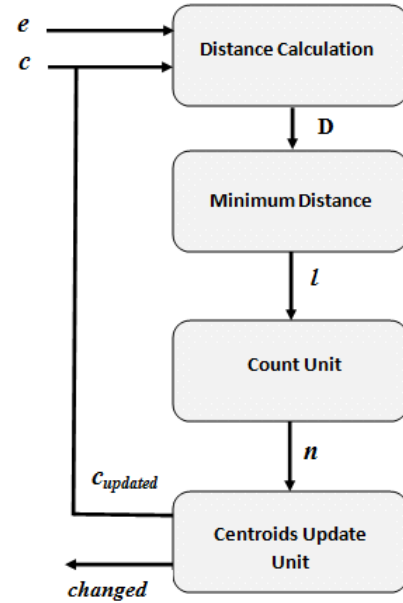 e
c
Distance Calculation
D
Minimum Distance
l
Count Unit
n
c_updated
Centroids Update
Unit
changed